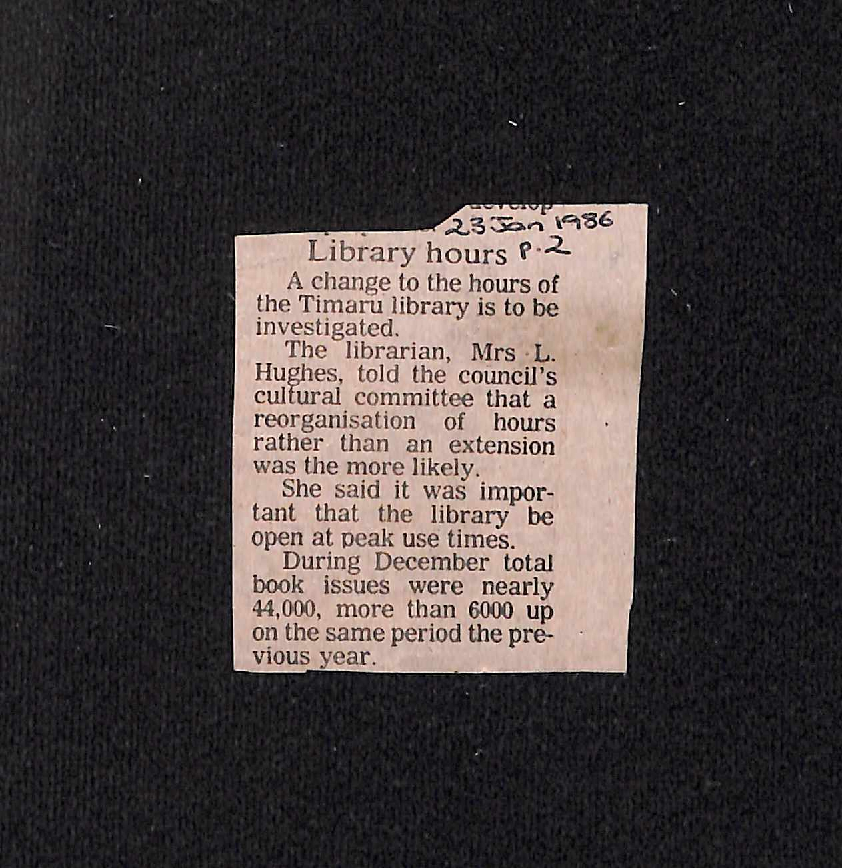 develop
23 Jan 1986
Library hours p.2
A change to the hours of
the Timaru library is to be
investigated.
The librarian, Mrs L.
Hughes, told the council's
cultural committee that a
reorganisation of hours
rather than an extension
was the more likely.
She said it was impor-
tant that the library be
open at peak use times.
During December total
book issues were nearly
44,000, more than 6000 up
on the same period the pre-
vious year.